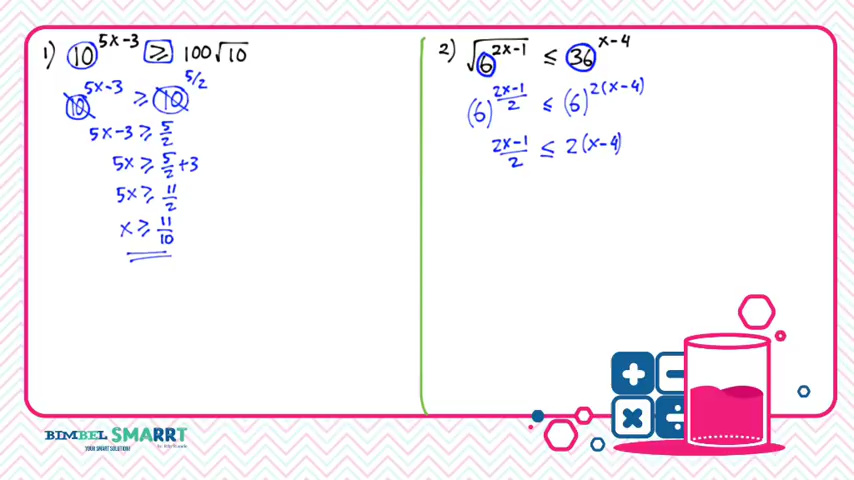 1) 10^(5x-3) ≥ 100√10
10^(5x-3) ≥ 10^(5/2)
5x-3 ≥ 5/2
5x ≥ 5/2 +3
5x ≥ 11/2
x ≥ 11/10
2) √(6^(2x-1)) ≤ 36^(x-4)
(6)^((2x-1)/2) ≤ (6)^(2(x-4))
(2x-1)/2 ≤ 2(x-4)
+ −
× ÷
BIMBEL SMARRT
YOUR SMART SOLUTION!